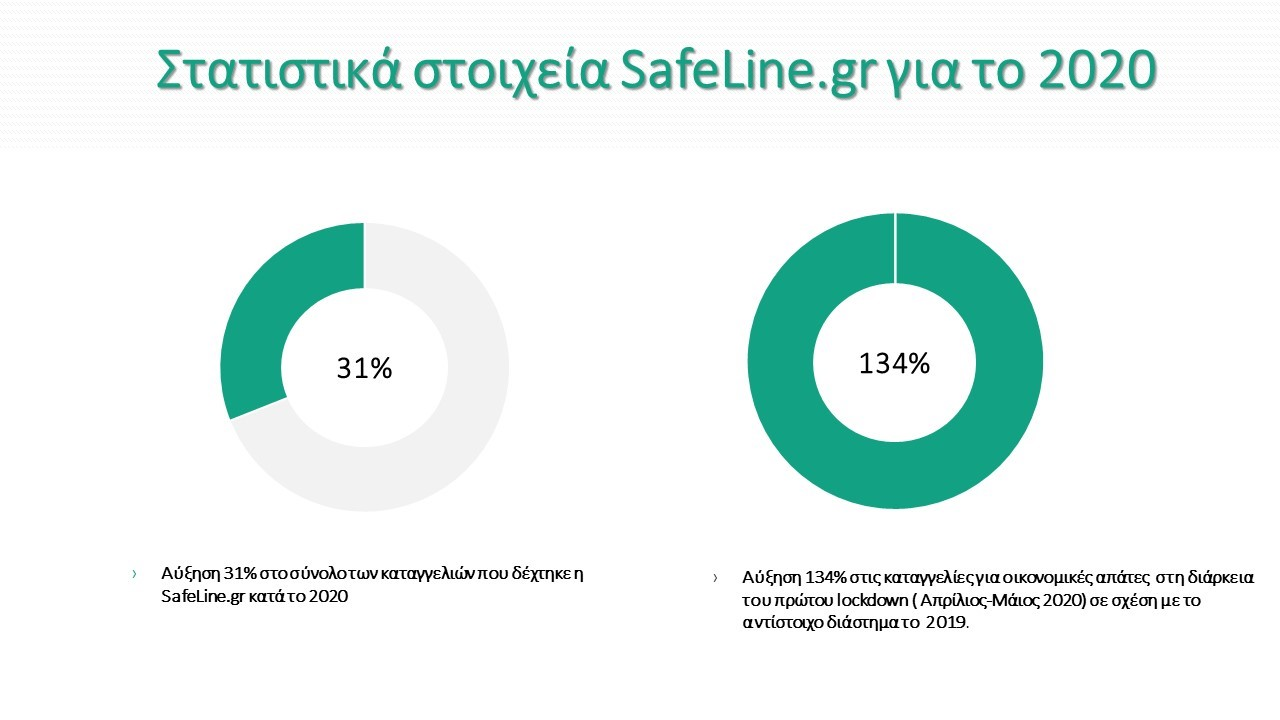 Στατιστικά στοιχεία SafeLine.gr για το 2020
31%
134%
› Αύξηση 31% στο σύνολο των καταγγελιών που δέχτηκε η
SafeLine.gr κατά το 2020
› Αύξηση 134% στις καταγγελίες για οικονομικές απάτες στη διάρκεια
του πρώτου lockdown ( Απρίλιος-Μάιος 2020) σε σχέση με το
αντίστοιχο διάστημα το 2019.